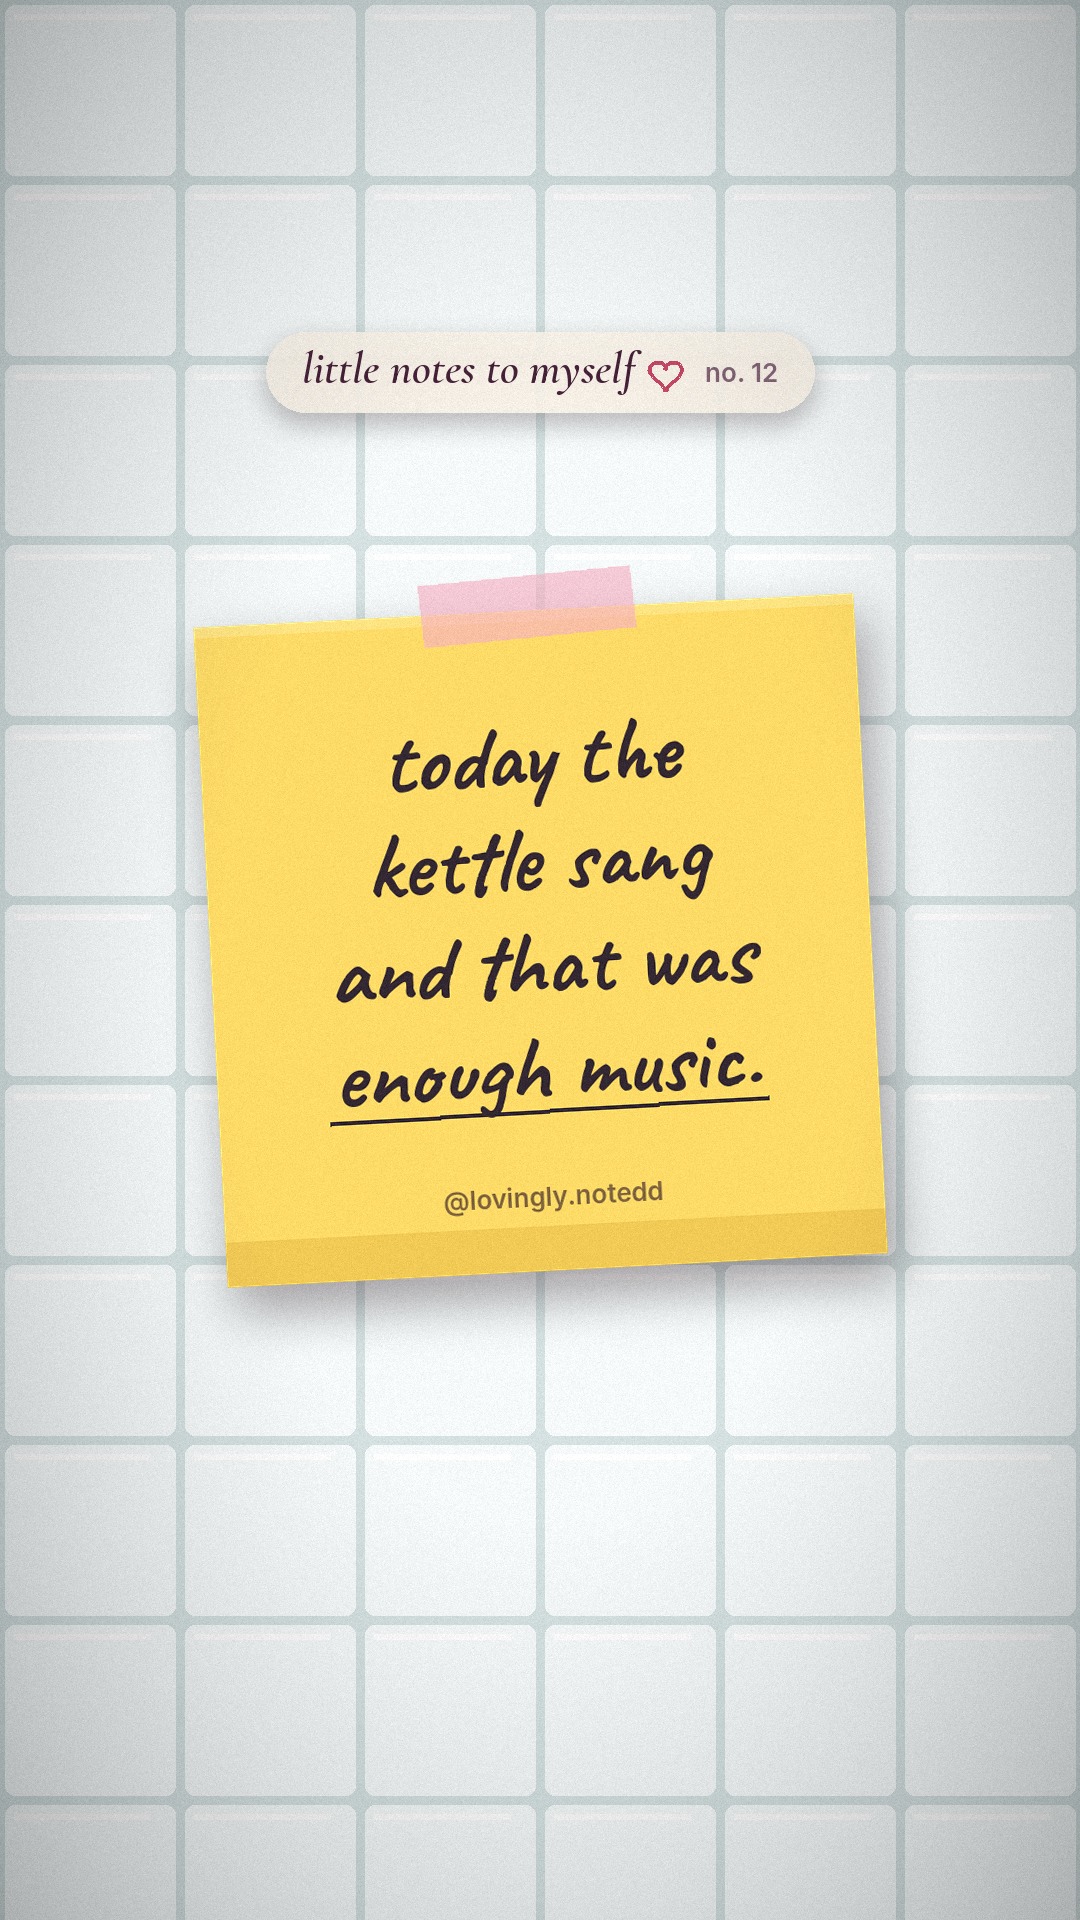 little notes to myself ♡ no. 12
today the
kettle sang
and that was
enough music.
@lovingly.notedd